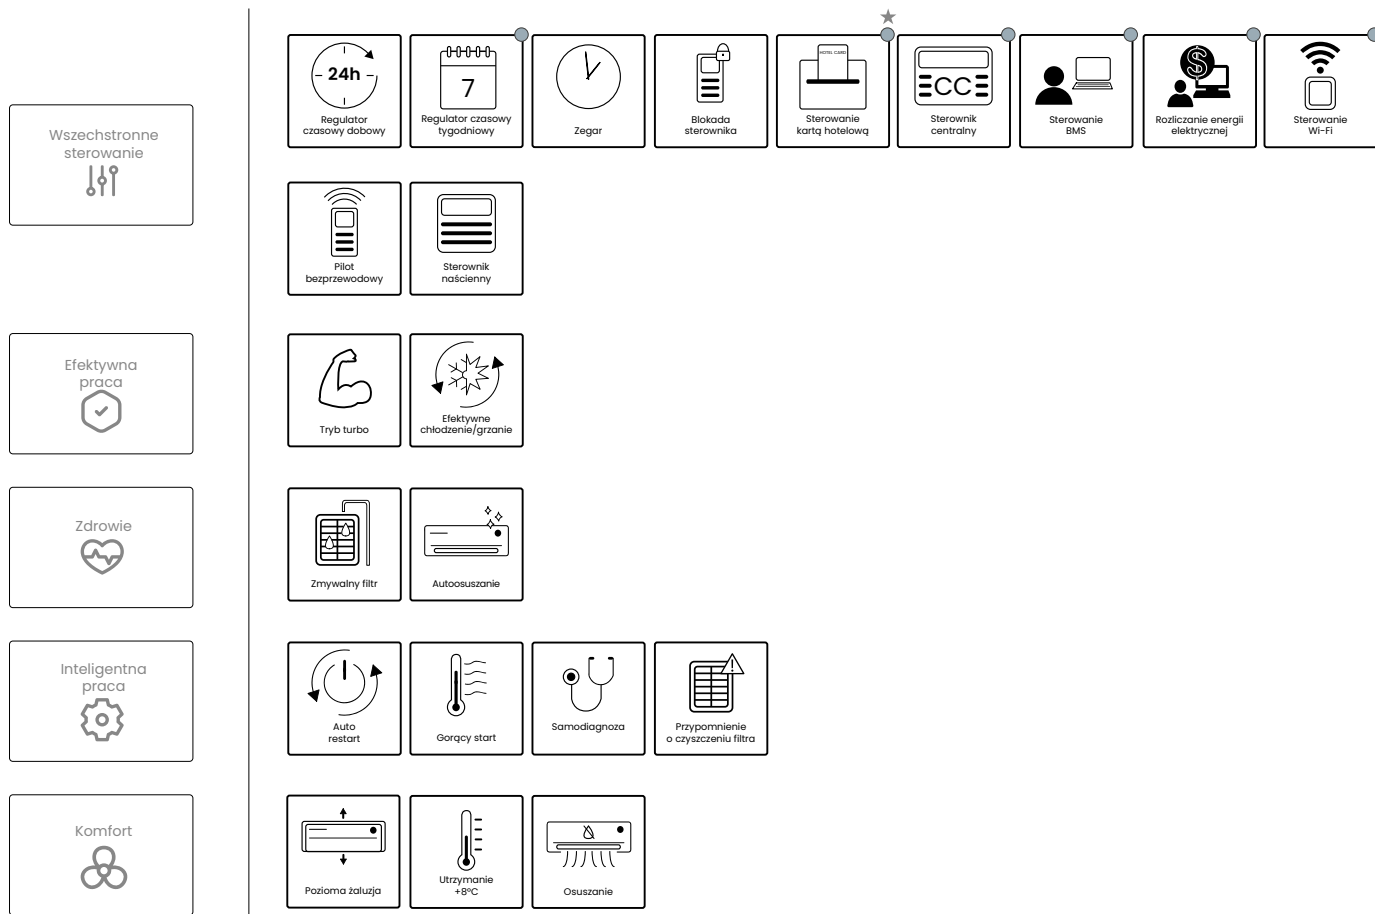 Wszechstronne
sterowanie
24h
Regulator
czasowy dobowy
7
Regulator czasowy
tygodniowy
Zegar
Blokada
sterownika
HOTEL CARD
Sterowanie
kartą hotelową
CC
Sterownik
centralny
Sterowanie
BMS
$
Rozliczanie energii
elektrycznej
Sterowanie
Wi-Fi
Pilot
bezprzewodowy
Sterownik
naścienny
Efektywna
praca
Tryb turbo
Efektywne
chłodzenie/grzanie
Zdrowie
Zmywalny filtr
Autoosuszanie
Inteligentna
praca
Auto
restart
Gorący start
Samodiagnoza
Przypomnienie
o czyszczeniu filtra
Komfort
Pozioma żaluzja
Utrzymanie
+8°C
Osuszanie